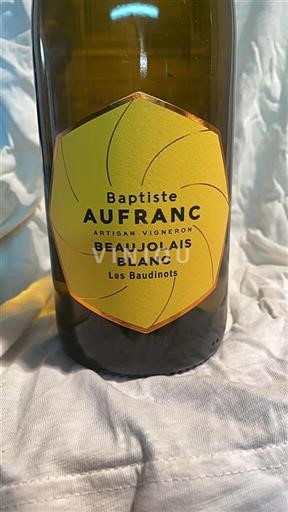 Baptiste
AUFRANC
ARTISAN VIGNERON
BEAUJOLAIS
BLANC
Les Baudinots